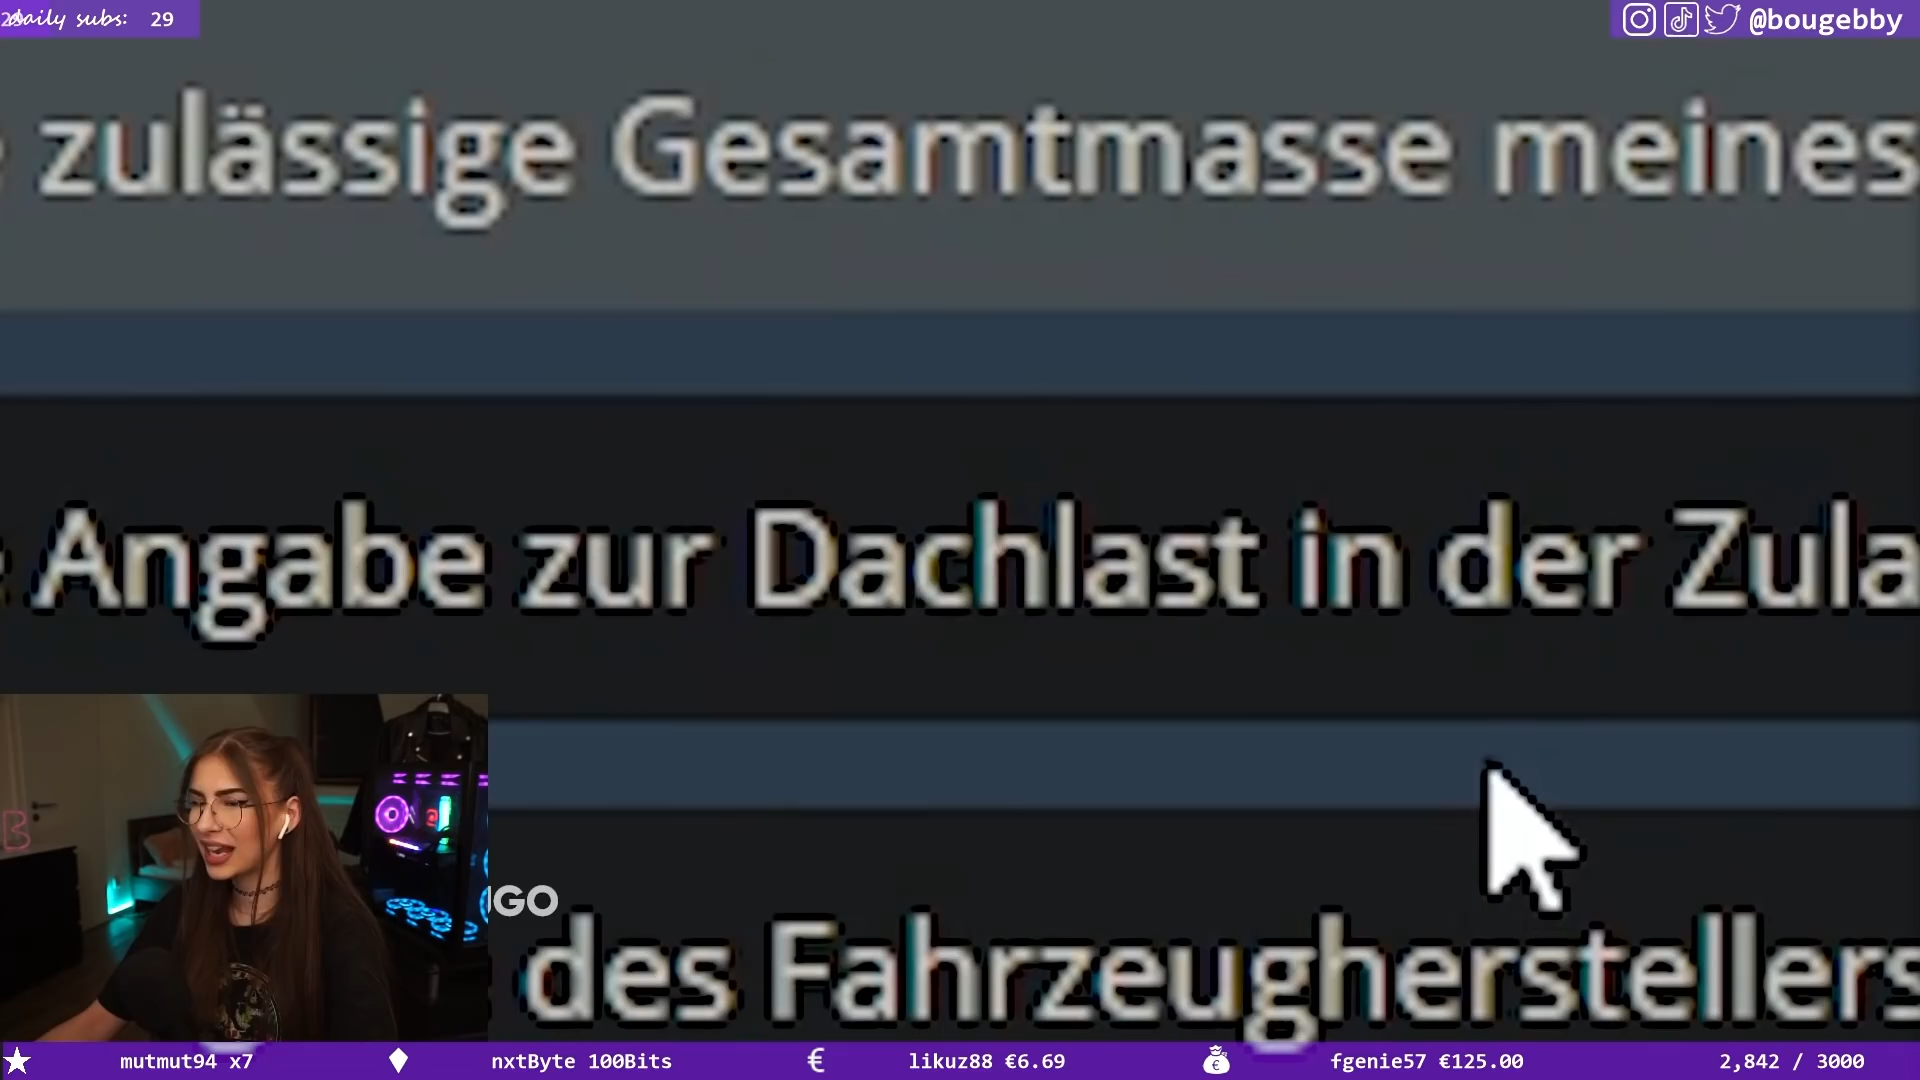 daily subs: 29
@bougebby
zulässige Gesamtmasse meines
Angabe zur Dachlast in der Zula
des Fahrzeugherstellers
mutmut94 x7
nxtByte 100Bits
€
likuz88 €6.69
fgenie57 €125.00
2,842 / 3000